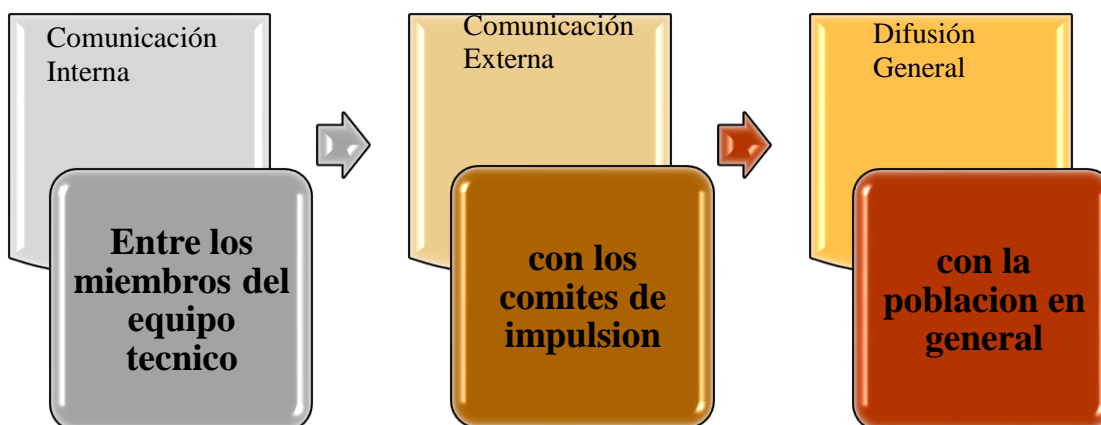 Comunicación
Interna
Entre los
miembros del
equipo
tecnico
Comunicación
Externa
con los
comites de
impulsion
Difusión
General
con la
poblacion en
general